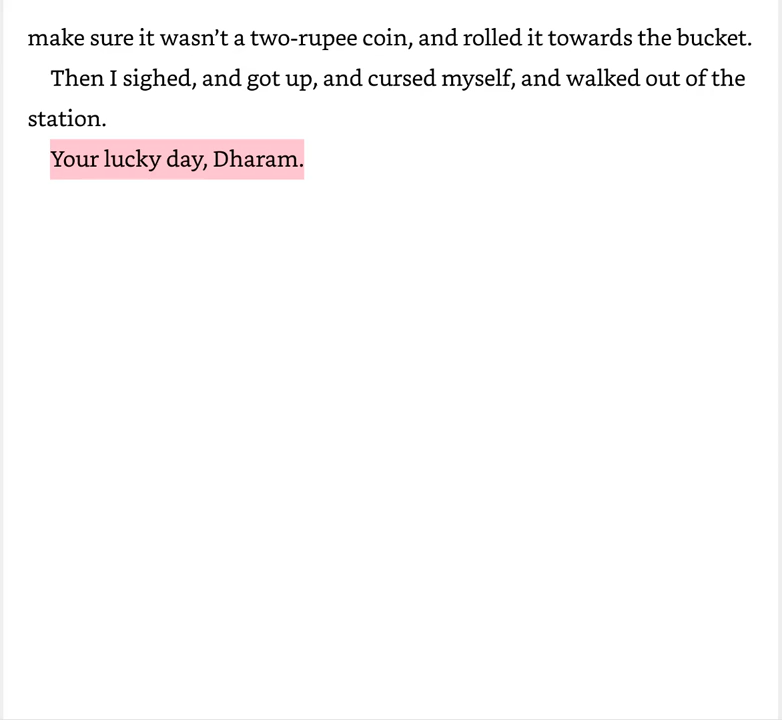 make sure it wasn’t a two-rupee coin, and rolled it towards the bucket.
Then I sighed, and got up, and cursed myself, and walked out of the
station.
Your lucky day, Dharam.